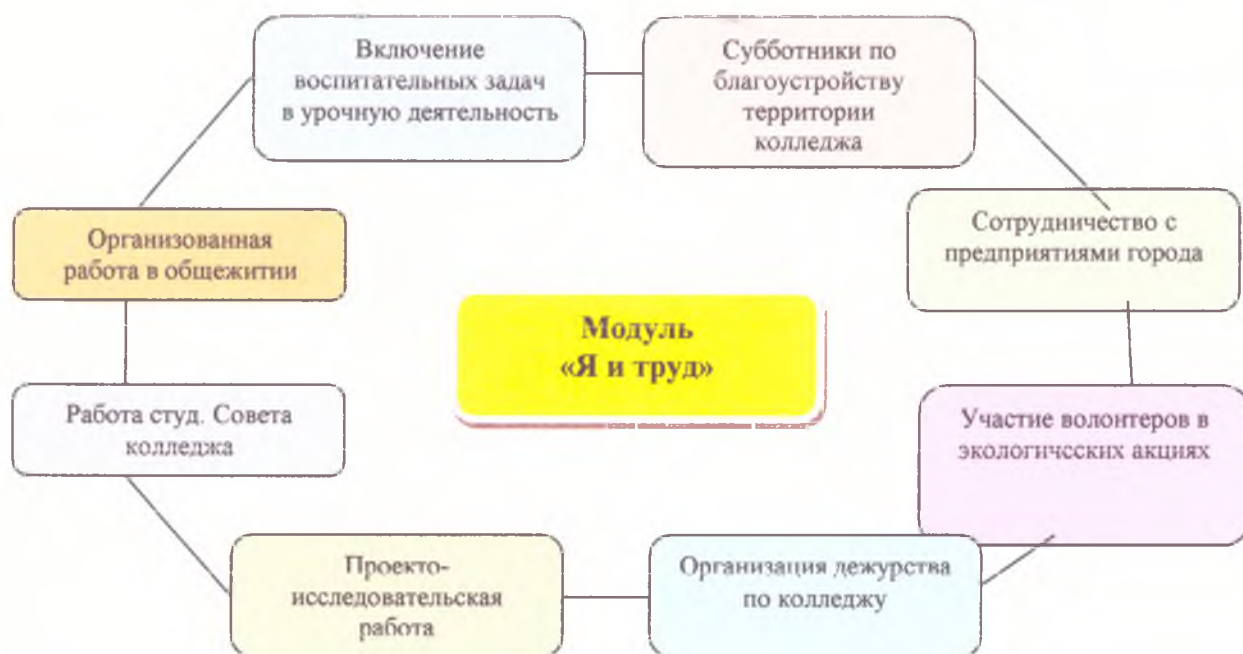 Включение
воспитательных задач
в урочную деятельность
Субботники по
благоустройству
территории
колледжа
Организованная
работа в общежитии
Сотрудничество с
предприятиями города
Модуль
«Я и труд»
Работа студ. Совета
колледжа
Участие волонтеров в
экологических акциях
Проекто-
исследовательская
работа
Организация дежурства
по колледжу